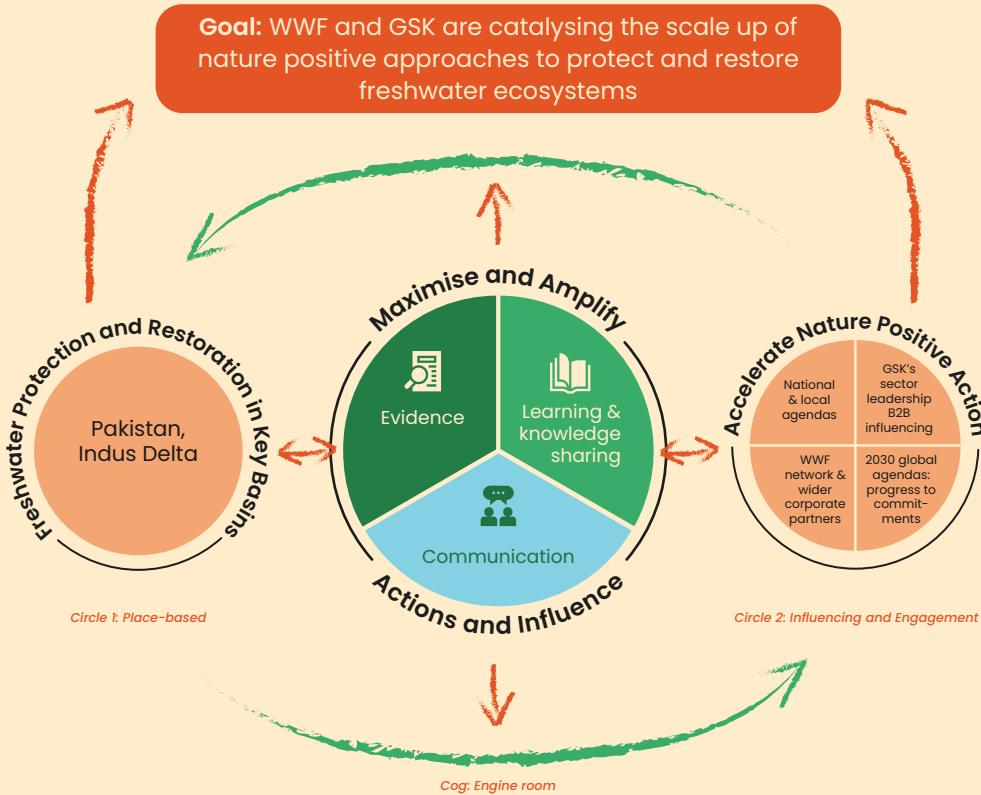 Goal: WWF and GSK are catalysing the scale up of
nature positive approaches to protect and restore
freshwater ecosystems
Freshwater Protection and Restoration in Key Basins
Pakistan,
Indus Delta
Circle 1: Place-based
Maximise and Amplify
Evidence
Learning &
knowledge
sharing
Communication
Actions and Influence
Accelerate Nature Positive Action
National
& local
agendas
GSK's
sector
leadership
B2B
influencing
WWF
network &
wider
corporate
partners
2030 global
agendas:
progress to
commit-
ments
Circle 2: Influencing and Engagement
Cog: Engine room